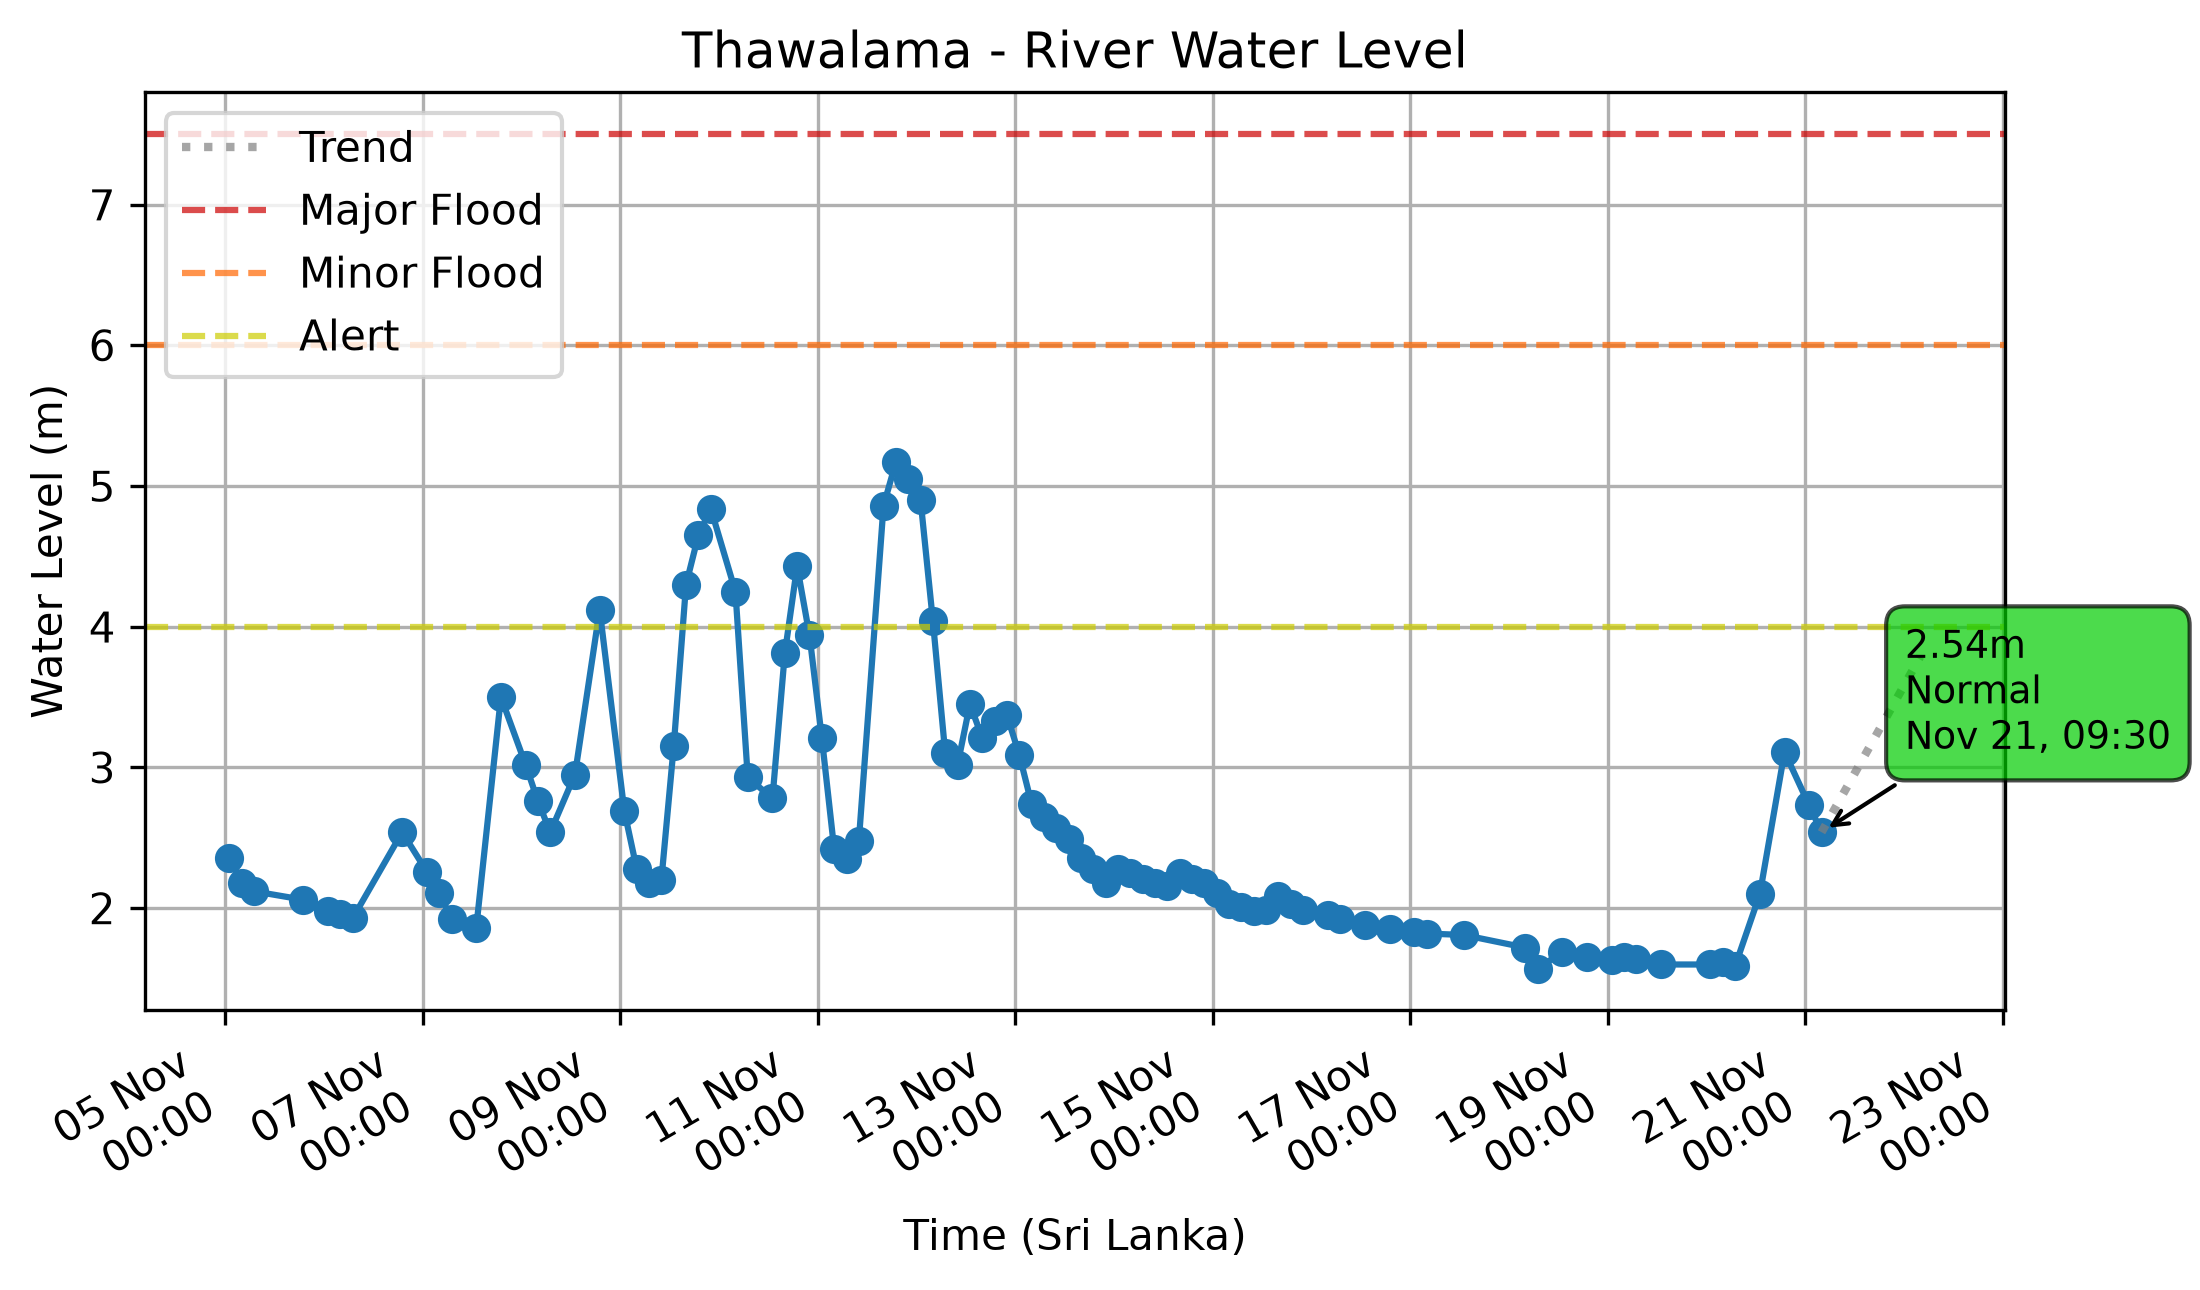 Thawalama - River Water Level
Trend
Major Flood
Minor Flood
Alert
Water Level (m)
7
6
5
4
3
2
2.54m
Normal
Nov 21, 09:30
05 Nov
00:00
07 Nov
00:00
09 Nov
00:00
11 Nov
00:00
13 Nov
00:00
15 Nov
00:00
17 Nov
00:00
19 Nov
00:00
21 Nov
00:00
23 Nov
00:00
Time (Sri Lanka)